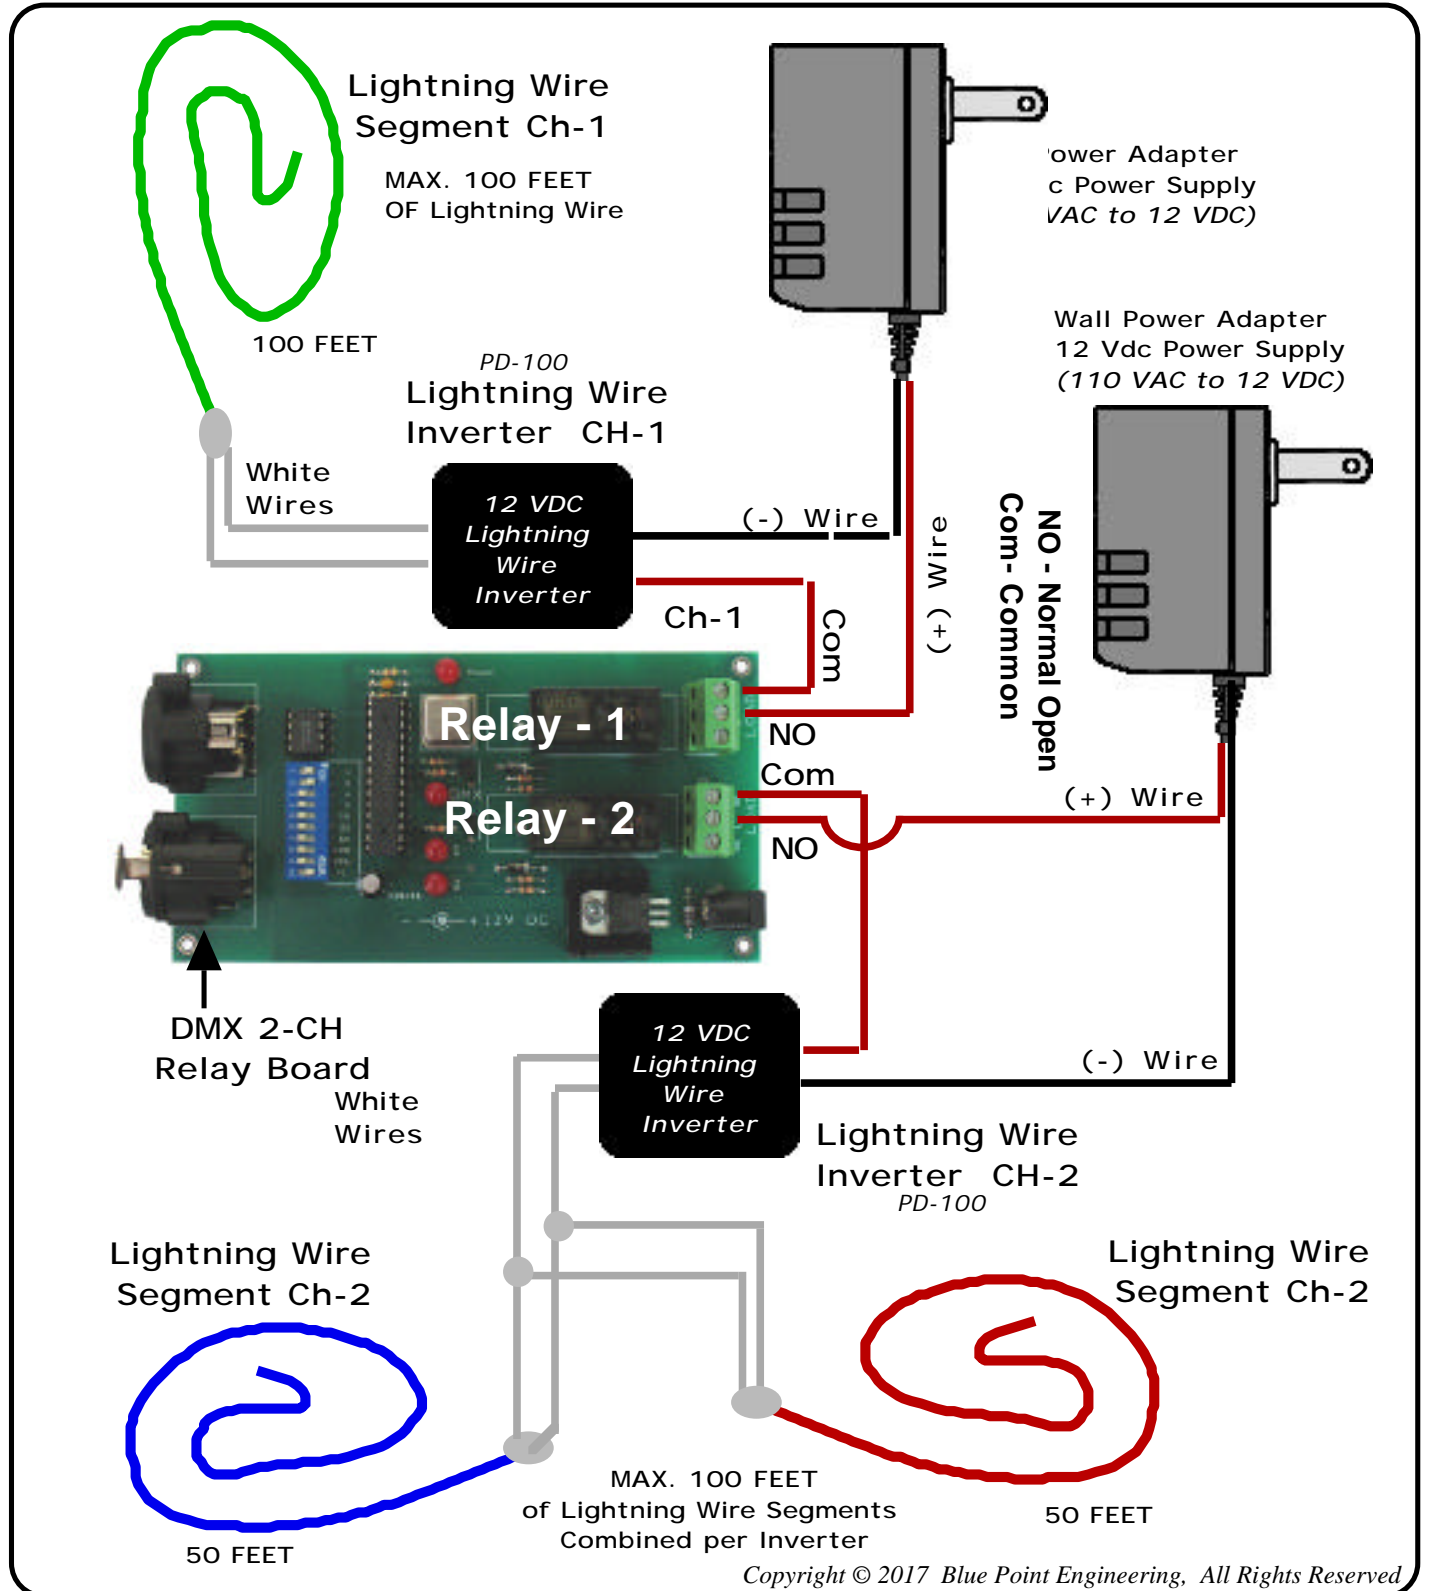 Lightning Wire
Segment Ch-1
MAX. 100 FEET
OF Lightning Wire
100 FEET
ower Adapter
c Power Supply
VAC to 12 VDC)
Wall Power Adapter
12 Vdc Power Supply
(110 VAC to 12 VDC)
PD-100
Lightning Wire
Inverter CH-1
White
Wires
12 VDC
Lightning
Wire
Inverter
(-) Wire
(+) Wire
NO - Normal Open
Com- Common
Ch-1
Com
Relay - 1
NO
Com
Relay - 2
NO
(+) Wire
- + 12V DC
DMX 2-CH
Relay Board
White
Wires
12 VDC
Lightning
Wire
Inverter
(-) Wire
Lightning Wire
Inverter CH-2
PD-100
Lightning Wire
Segment Ch-2
Lightning Wire
Segment Ch-2
MAX. 100 FEET
of Lightning Wire Segments
Combined per Inverter
50 FEET
50 FEET
Copyright © 2017 Blue Point Engineering, All Rights Reserved